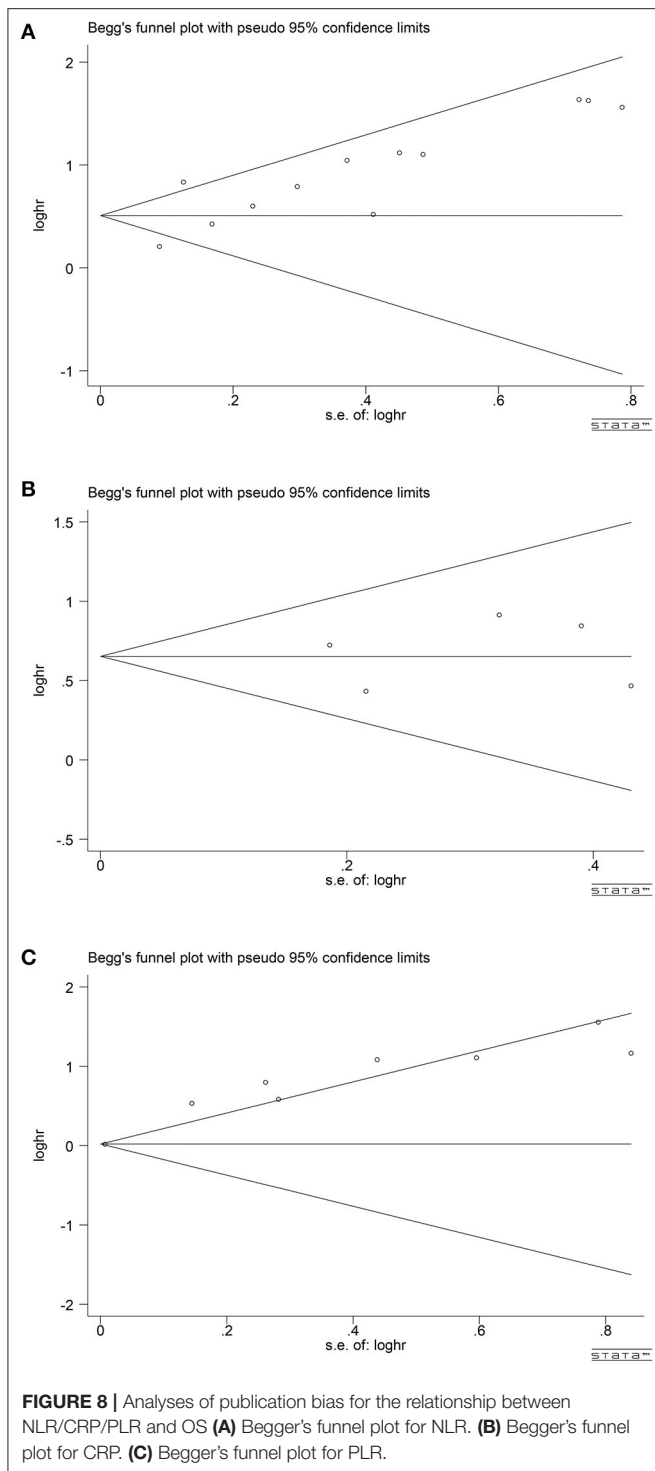 A
Begg's funnel plot with pseudo 95% confidence limits
loghr
2
1
0
-1
0
.2
.4
.6
.8
s.e. of: loghr
STATA™
B
Begg's funnel plot with pseudo 95% confidence limits
loghr
1.5
1
.5
0
-.5
0
.2
.4
s.e. of: loghr
STATA™
C
Begg's funnel plot with pseudo 95% confidence limits
loghr
2
1
0
-1
-2
0
.2
.4
.6
.8
s.e. of: loghr
STATA™
FIGURE 8 | Analyses of publication bias for the relationship between
NLR/CRP/PLR and OS (A) Begger's funnel plot for NLR. (B) Begger's funnel
plot for CRP. (C) Begger's funnel plot for PLR.